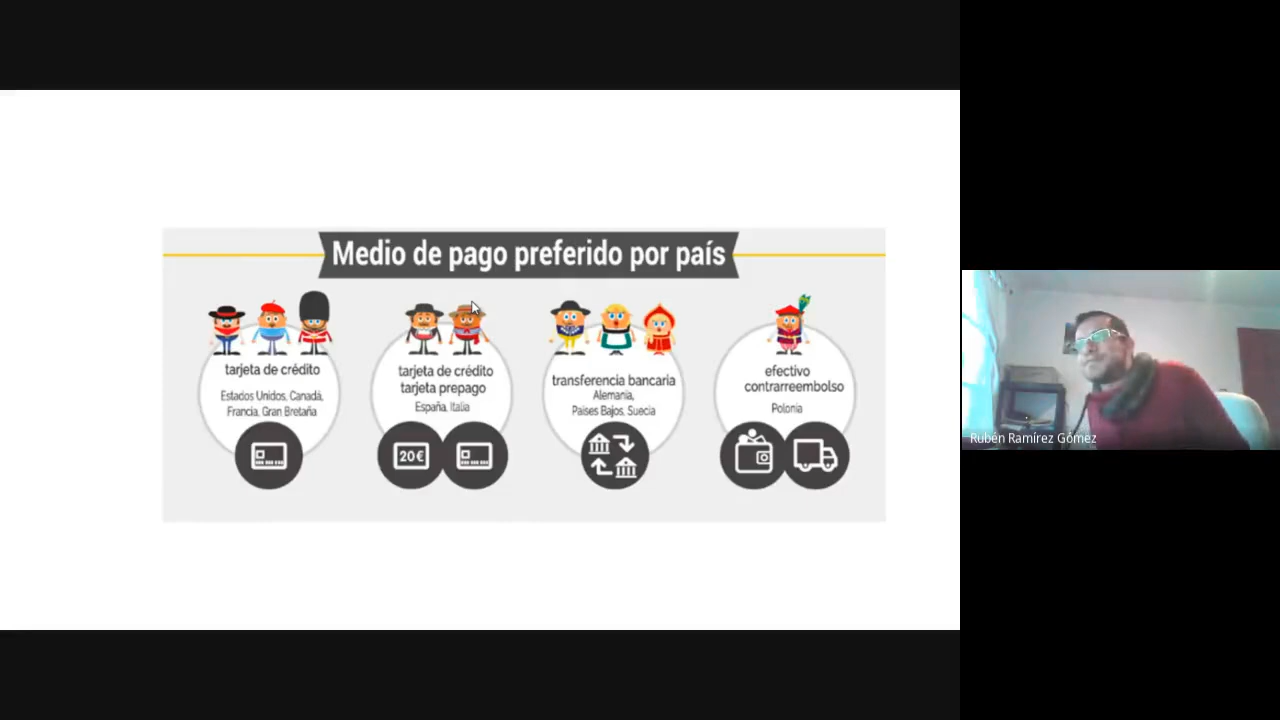 Medio de pago preferido por país
tarjeta de crédito
Estados Unidos, Canadá,
Francia, Gran Bretaña
tarjeta de crédito
tarjeta prepago
España, Italia
20€
transferencia bancaria
Alemania,
Países Bajos, Suecia
efectivo
contrarreembolso
Polonia
Rubén Ramírez Gómez